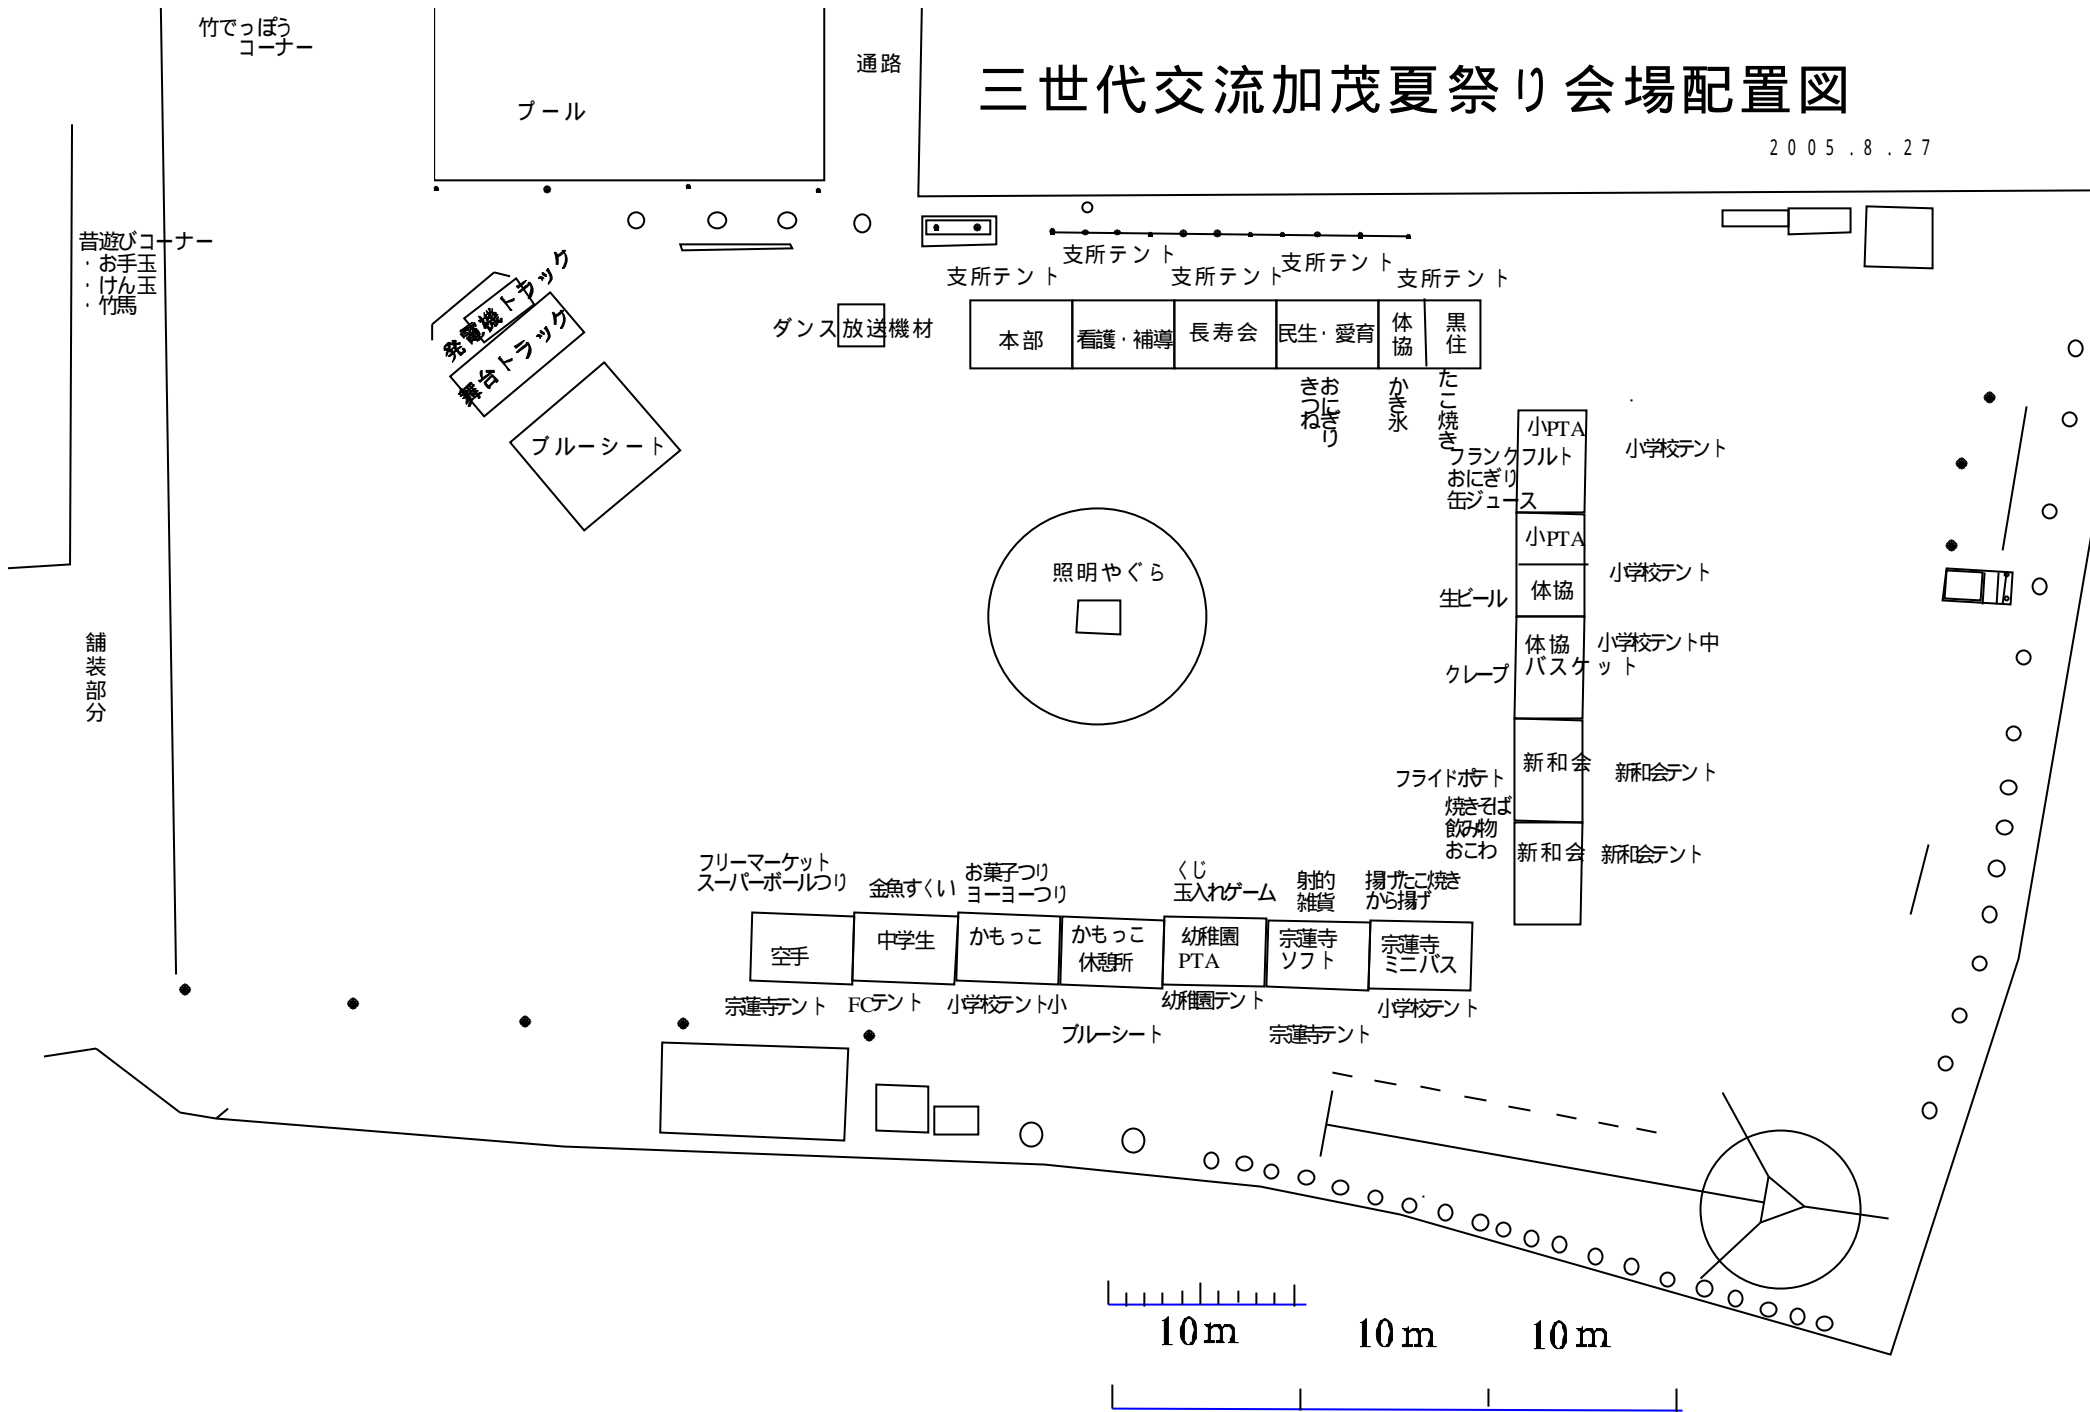 竹でっぽう
コーナー
プール
通路
三世代交流加茂夏祭り会場配置図
2005.8.27
昔遊びコーナー
・お手玉
・けん玉
・竹馬
発電機トラック
舞台トラック
ブルーシート
ダンス放送機材
支所テント
支所テント
支所テント
支所テント
支所テント
本部
看護・補導
長寿会
民生・愛育
体協
黒住
おにぎり
きつね
かき氷
たこ焼き
照明やぐら
舗装部分
小PTA
小学校テント
フランクフルト
おにぎり
缶ジュース
小PTA
小学校テント
生ビール
体協
体協
バスケット
小学校テント中
クレープ
新和会
新和会テント
フライドポテト
焼きそば
飲み物
おこわ
新和会
新和会テント
フリーマーケット
スーパーボールつり
金魚すくい
お菓子つり
ヨーヨーつり
くじ
玉入れゲーム
射的
雑貨
揚げたこ焼き
から揚げ
空手
中学生
かもっこ
かもっこ
休憩所
幼稚園
PTA
宗蓮寺
ソフト
宗蓮寺
ミニバス
宗蓮寺テント
FCテント
小学校テント小
ブルーシート
幼稚園テント
宗蓮寺テント
小学校テント
10m
10m
10m